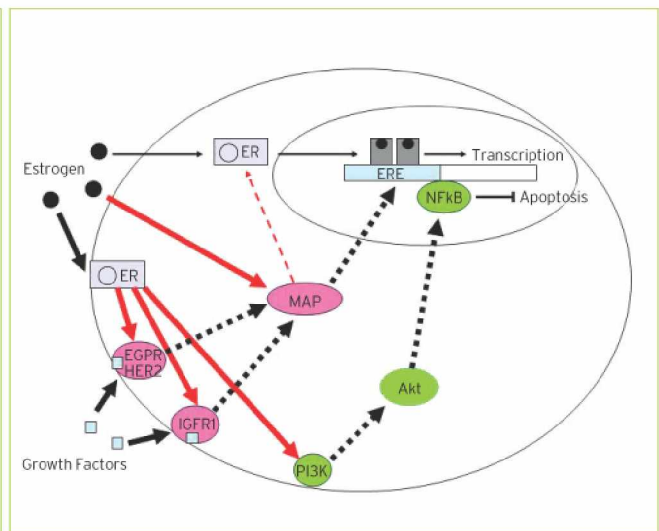 ER
Transcription
ERE
Estrogen
NFkB
Apoptosis
ER
MAP
EGPR
HER2
Akt
IGFR1
Growth Factors
PI3K